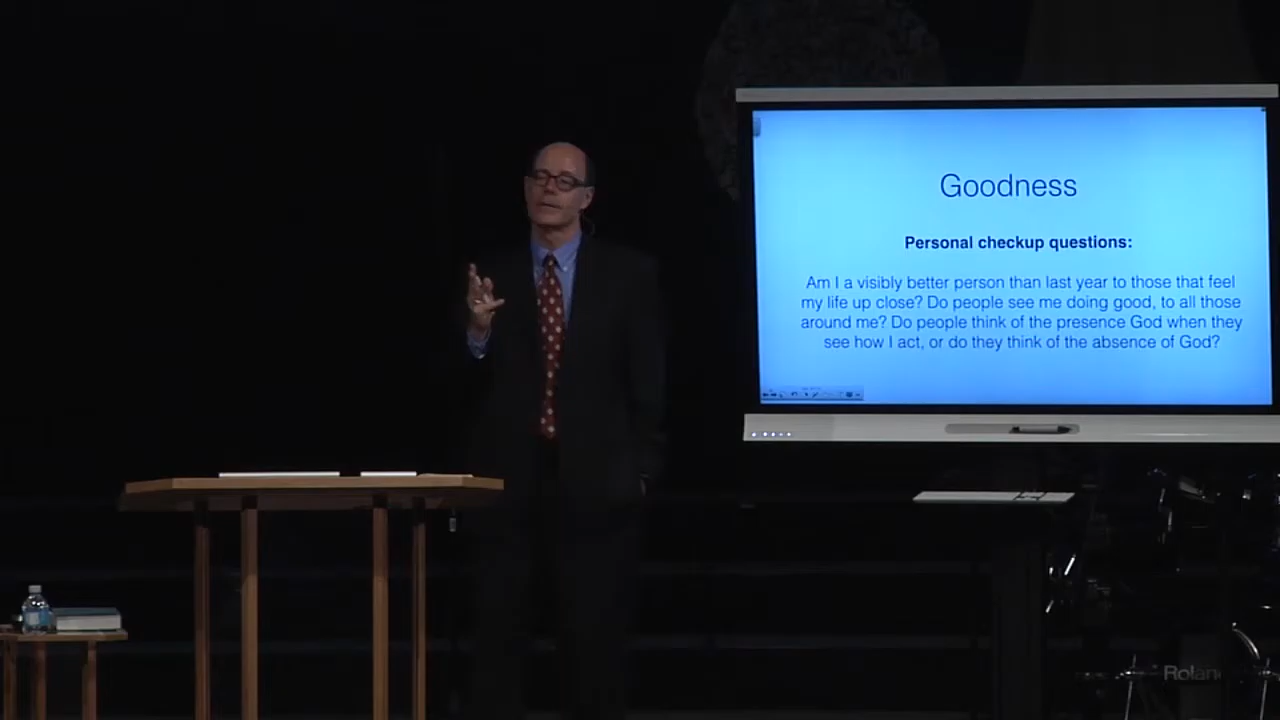 Goodness
Personal checkup questions:
Am I a visibly better person than last year to those that feel
my life up close? Do people see me doing good, to all those
around me? Do people think of the presence God when they
see how I act, or do they think of the absence of God?
Roland